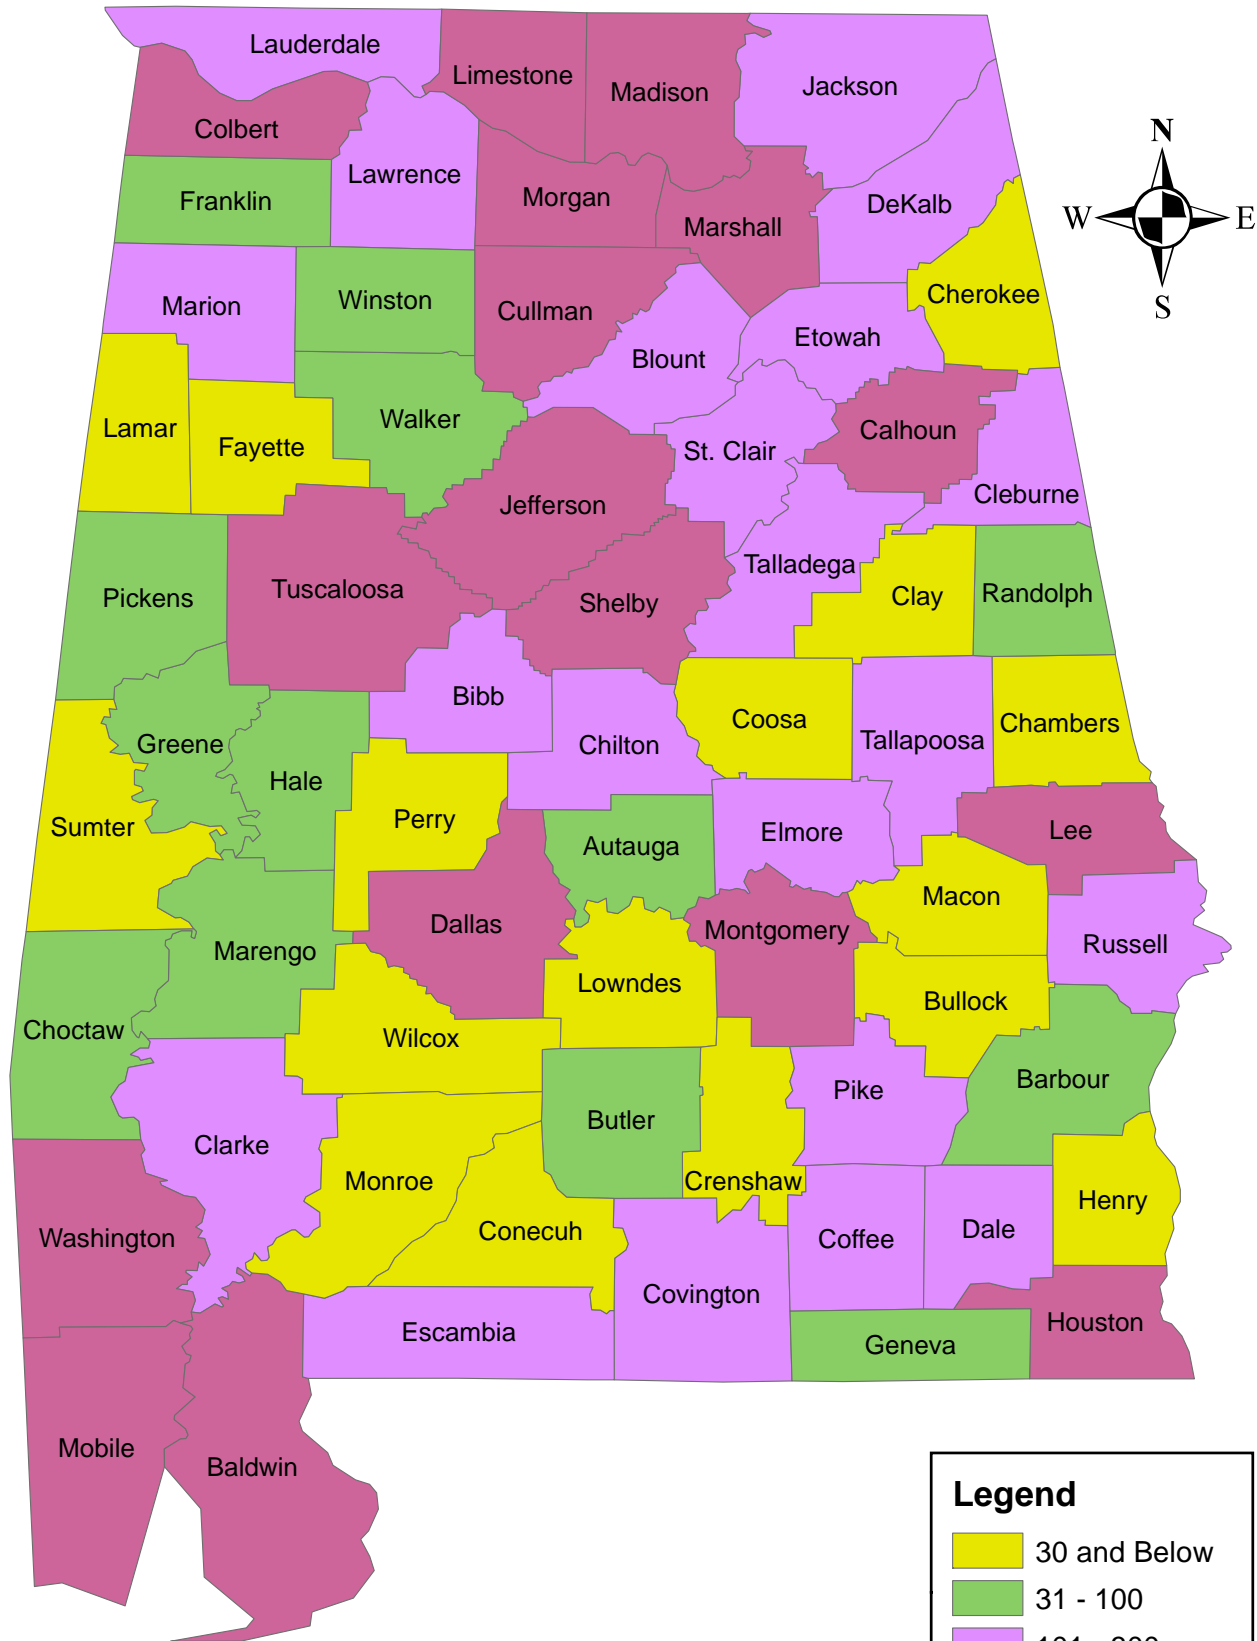 Lauderdale
Limestone
Madison
Jackson
Colbert
Lawrence
Franklin
Morgan
Marshall
DeKalb
N
W
E
S
Marion
Winston
Cullman
Cherokee
Blount
Etowah
Lamar
Fayette
Walker
St. Clair
Calhoun
Cleburne
Jefferson
Pickens
Tuscaloosa
Shelby
Talladega
Clay
Randolph
Bibb
Coosa
Chambers
Greene
Chilton
Tallapoosa
Hale
Sumter
Perry
Autauga
Elmore
Lee
Macon
Dallas
Montgomery
Russell
Marengo
Lowndes
Bullock
Choctaw
Wilcox
Barbour
Pike
Butler
Clarke
Monroe
Crenshaw
Henry
Washington
Conecuh
Coffee
Dale
Covington
Escambia
Houston
Geneva
Mobile
Baldwin
Legend
30 and Below
31 - 100